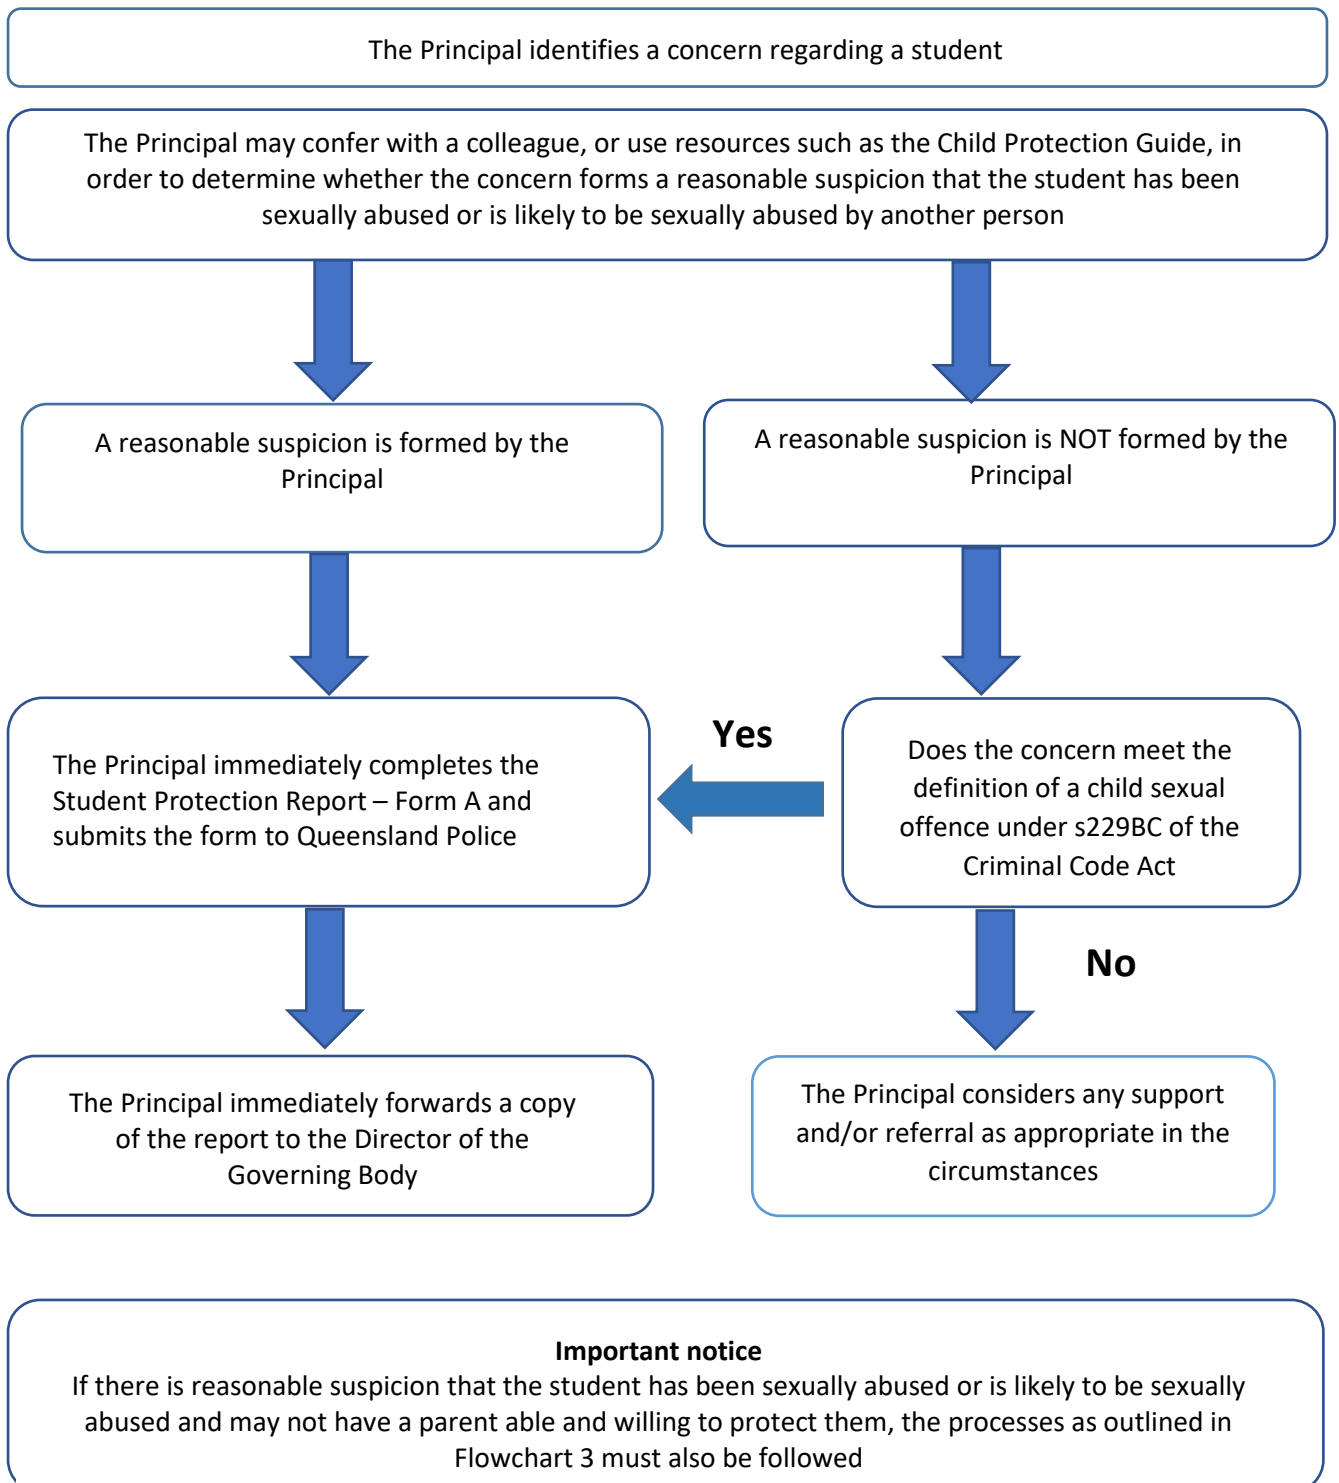 The Principal identifies a concern regarding a student
The Principal may confer with a colleague, or use resources such as the Child Protection Guide, in
order to determine whether the concern forms a reasonable suspicion that the student has been
sexually abused or is likely to be sexually abused by another person
A reasonable suspicion is formed by the
Principal
A reasonable suspicion is NOT formed by the
Principal
The Principal immediately completes the
Student Protection Report – Form A and
submits the form to Queensland Police
Yes
Does the concern meet the
definition of a child sexual
offence under s229BC of the
Criminal Code Act
No
The Principal immediately forwards a copy
of the report to the Director of the
Governing Body
The Principal considers any support
and/or referral as appropriate in the
circumstances
Important notice
If there is reasonable suspicion that the student has been sexually abused or is likely to be sexually
abused and may not have a parent able and willing to protect them, the processes as outlined in
Flowchart 3 must also be followed